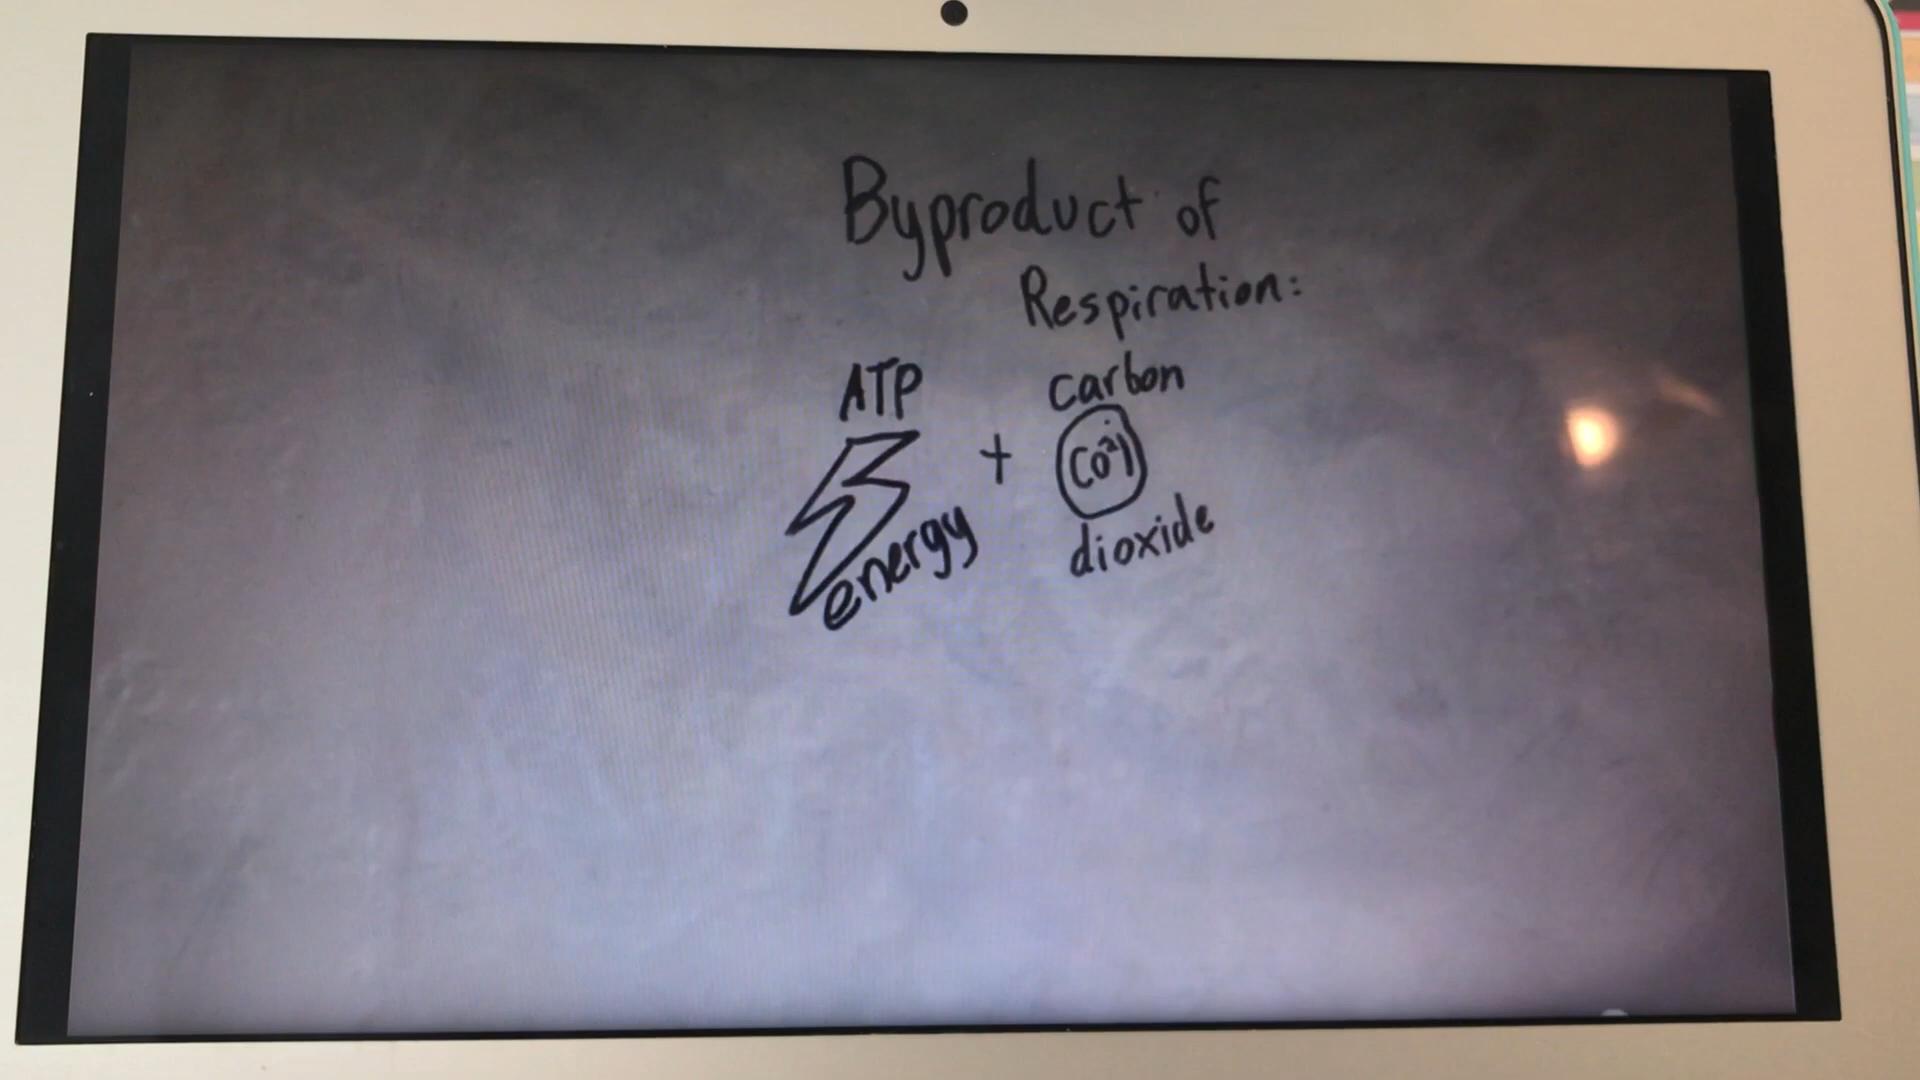 Byproduct of
Respiration:
ATP
energy
+
carbon
CO²
dioxide